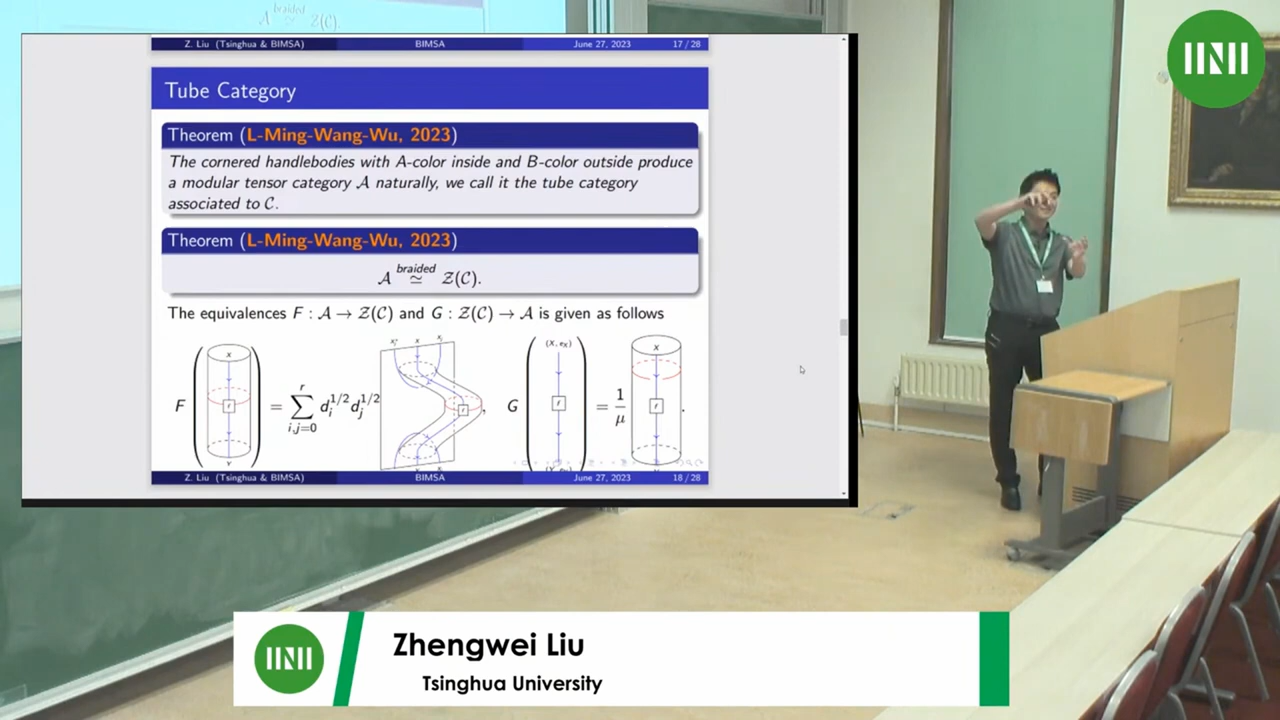 A braided ≃ Z(C).
Z. Liu (Tsinghua & BIMSA) BIMSA June 27, 2023 17 / 28
Tube Category
Theorem (L-Ming-Wang-Wu, 2023)
The cornered handlebodies with A-color inside and B-color outside produce
a modular tensor category 𝒜 naturally, we call it the tube category
associated to 𝒞.
Theorem (L-Ming-Wang-Wu, 2023)
𝒜 braided ≃ 𝒵(𝒞).
The equivalences F : 𝒜 → 𝒵(𝒞) and G : 𝒵(𝒞) → 𝒜 is given as follows
F ( X r Y ) = ∑ r i,j=0 d_i^{1/2} d_j^{1/2} X r , G ( (X, e_X) r ) = 1/μ X r .
Z. Liu (Tsinghua & BIMSA) BIMSA June 27, 2023 18 / 28
Zhengwei Liu
Tsinghua University